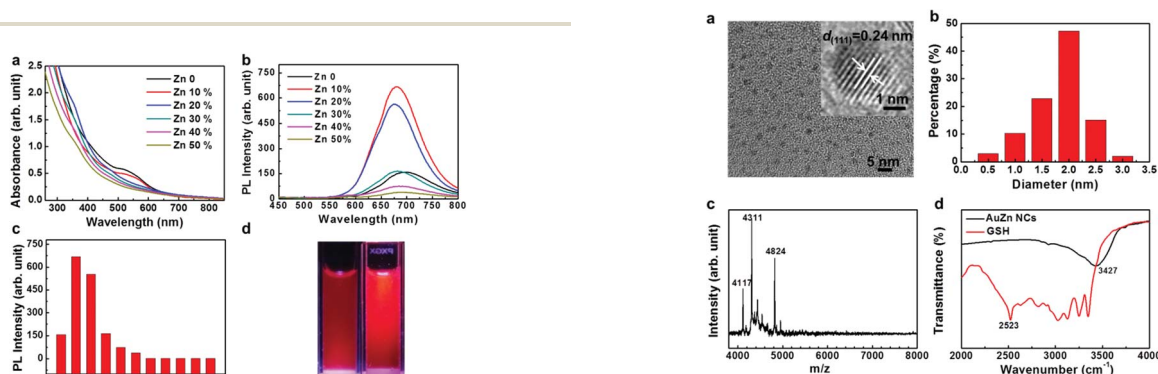 a
2.5
2.0
1.5
1.0
0.5
0.0
Absorbance (arb. unit)
Zn 0
Zn 10 %
Zn 20 %
Zn 30 %
Zn 40 %
Zn 50 %
300 400 500 600 700 800
Wavelength (nm)
b
750
600
450
300
150
0
PL Intensity (arb. unit)
Zn 0
Zn 10%
Zn 20%
Zn 30%
Zn 40%
Zn 50%
450 500 550 600 650 700 750 800
Wavelength (nm)
c
750
600
450
300
150
0
PL Intensity (arb. unit)
d
a
d(111)=0.24 nm
1 nm
5 nm
b
50
40
30
20
10
0
Percentage (%)
0.0 0.5 1.0 1.5 2.0 2.5 3.0 3.5
Diameter (nm)
c
4311
4824
4117
Intensity (arb. unit)
4000 5000 6000 7000 8000
m/z
d
AuZn NCs
GSH
3427
2523
Transmittance (%)
2000 2500 3000 3500 4000
Wavenumber (cm⁻¹)